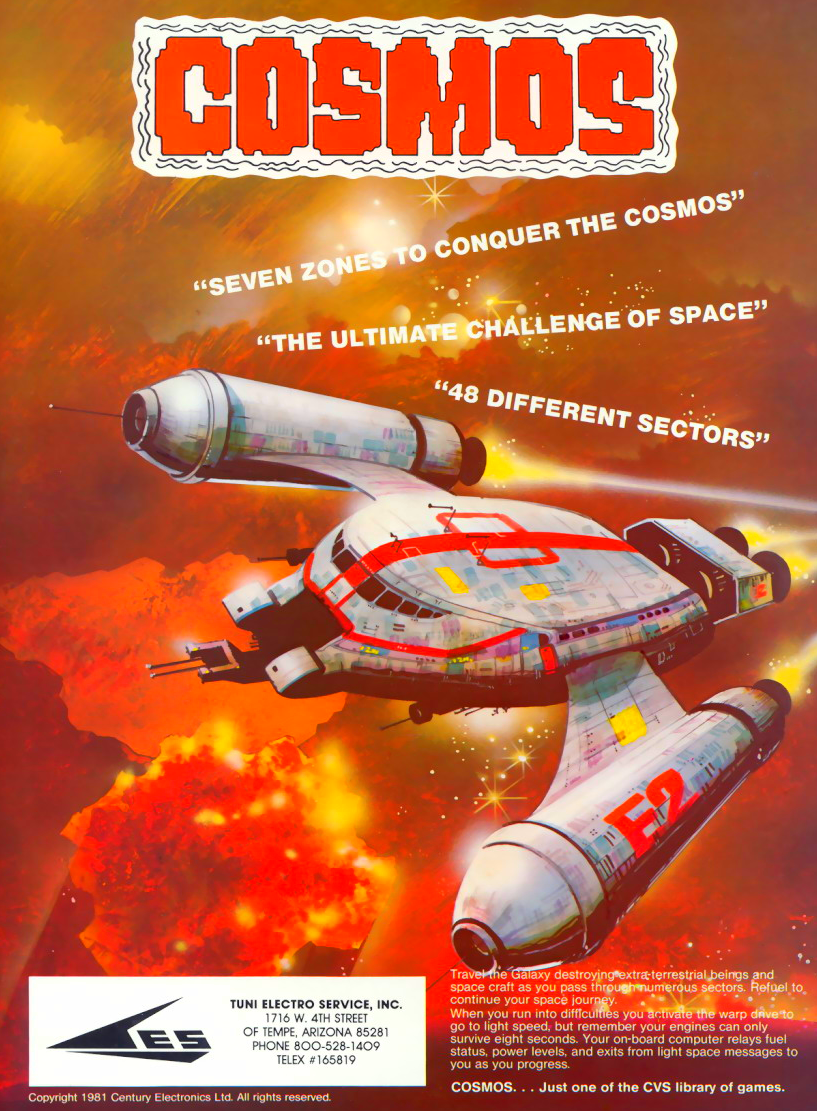 COSMOS
“SEVEN ZONES TO CONQUER THE COSMOS”
“THE ULTIMATE CHALLENGE OF SPACE”
“48 DIFFERENT SECTORS”
E
E2
Travel the Galaxy destroying extra-terrestrial beings and
space craft as you pass through numerous sectors. Refuel to
continue your space journey.
When you run into difficulties you activate the warp drive to
go to light speed, but remember your engines can only
survive eight seconds. Your on-board computer relays fuel
status, power levels, and exits from light space messages to
you as you progress.
COSMOS. . . Just one of the CVS library of games.
ES
TUNI ELECTRO SERVICE, INC.
1716 W. 4TH STREET
OF TEMPE, ARIZONA 85281
PHONE 800-528-1409
TELEX #165819
Copyright 1981 Century Electronics Ltd. All rights reserved.